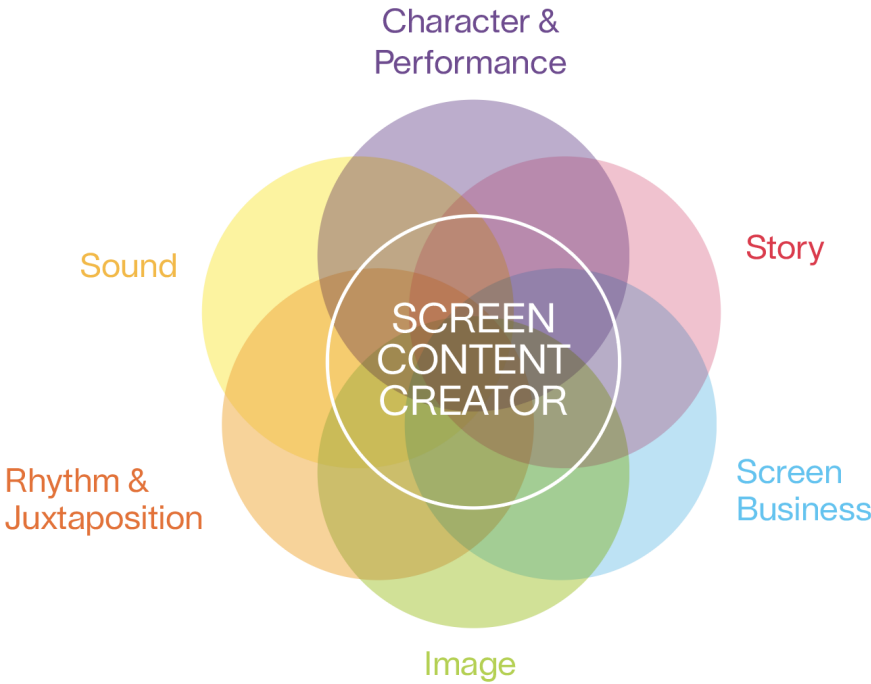 Character &
Performance
Sound
Story
SCREEN
CONTENT
CREATOR
Rhythm &
Juxtaposition
Screen
Business
Image